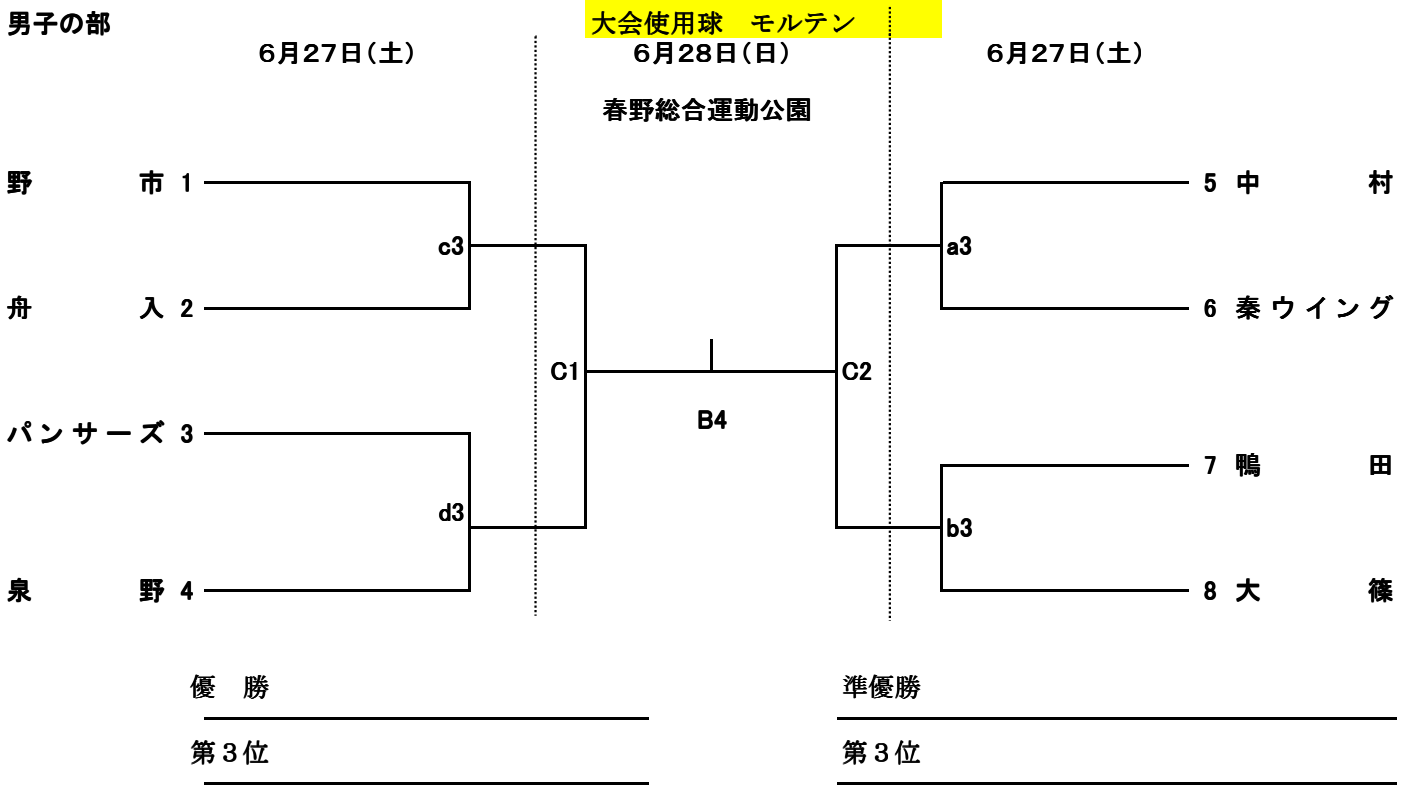 男子の部
大会使用球　モルテン
6月27日(土) 6月28日(日) 6月27日(土)
春野総合運動公園
野市 1 5 中村
c3 a3
舟入 2 6 秦ウイング
C1 C2
B4
パンサーズ 3
7 鴨田
d3 b3
泉野 4 8 大篠
優　勝 準優勝
第３位 第３位